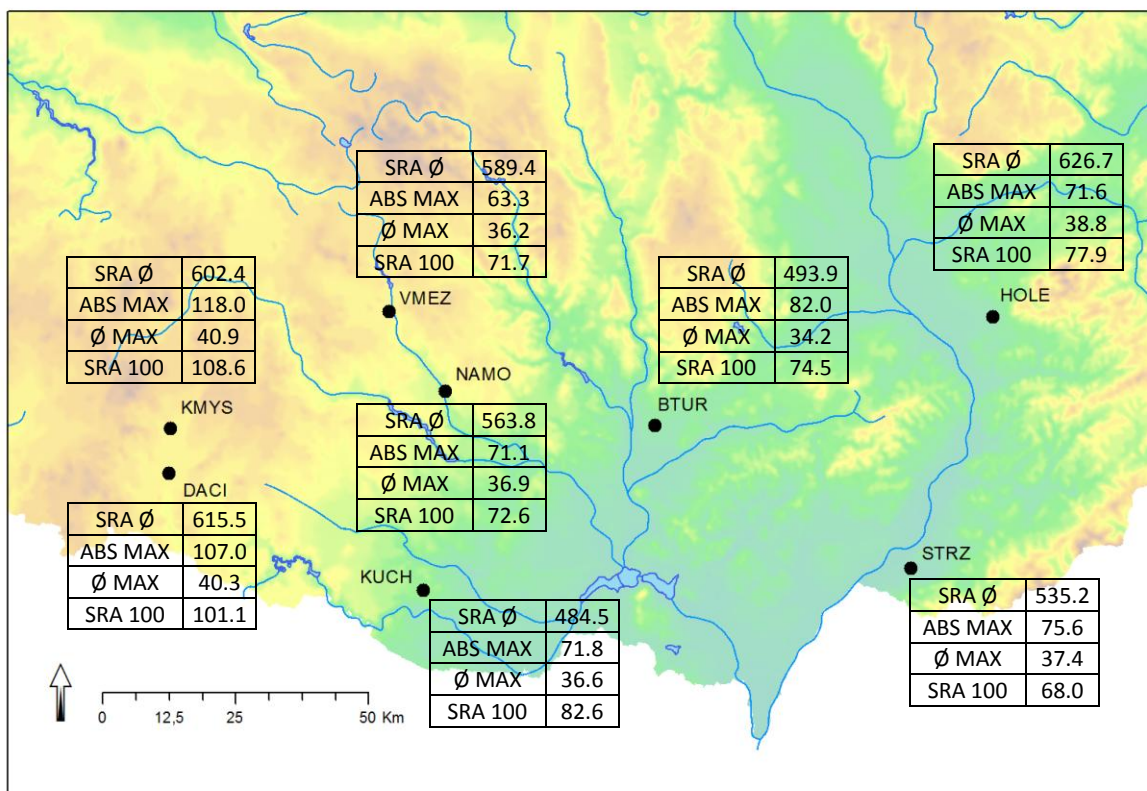 SRA Ø 589.4
ABS MAX 63.3
Ø MAX 36.2
SRA 100 71.7
VMEZ
SRA Ø 626.7
ABS MAX 71.6
Ø MAX 38.8
SRA 100 77.9
HOLE
SRA Ø 602.4
ABS MAX 118.0
Ø MAX 40.9
SRA 100 108.6
KMYS
SRA Ø 493.9
ABS MAX 82.0
Ø MAX 34.2
SRA 100 74.5
BTUR
NAMO
SRA Ø 563.8
ABS MAX 71.1
Ø MAX 36.9
SRA 100 72.6
DACI
SRA Ø 615.5
ABS MAX 107.0
Ø MAX 40.3
SRA 100 101.1
KUCH
SRA Ø 484.5
ABS MAX 71.8
Ø MAX 36.6
SRA 100 82.6
STRZ
SRA Ø 535.2
ABS MAX 75.6
Ø MAX 37.4
SRA 100 68.0
0 12,5 25 50 Km